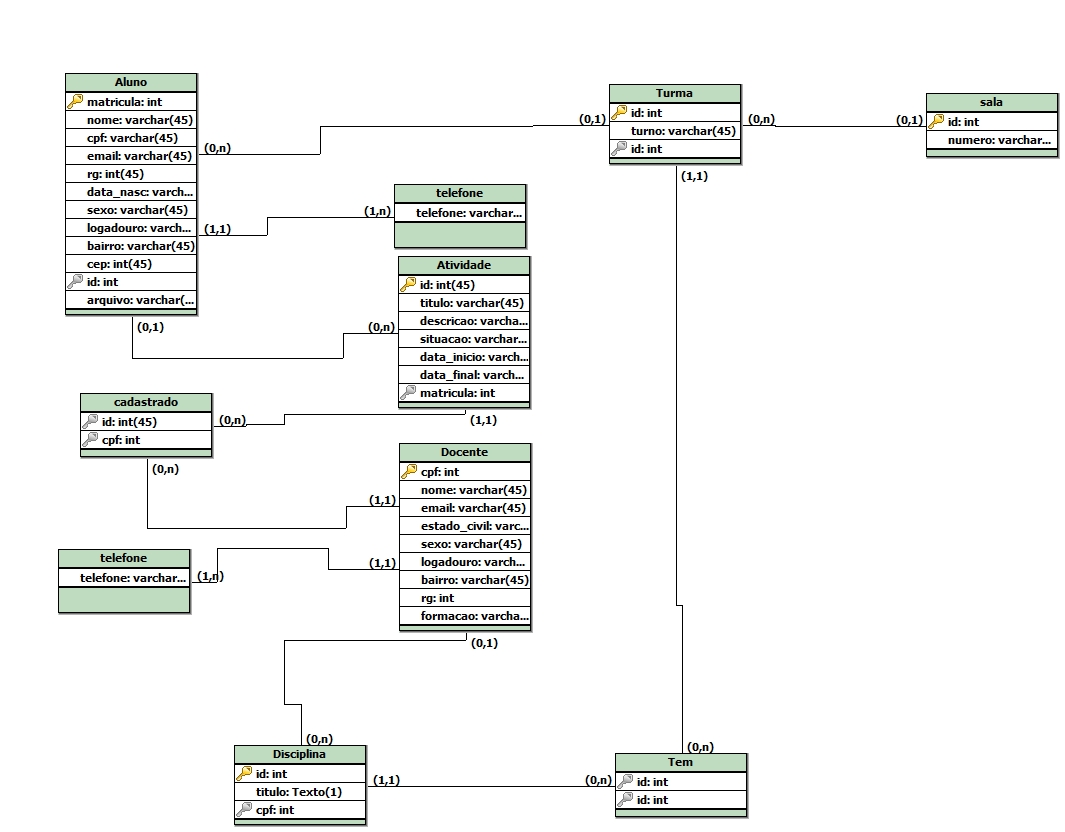 Aluno
matricula: int
nome: varchar(45)
cpf: varchar(45)
email: varchar(45)
rg: int(45)
data_nasc: varch...
sexo: varchar(45)
logadouro: varch...
bairro: varchar(45)
cep: int(45)
id: int
arquivo: varchar(...
(0,n)
(1,1)
(0,1)
Turma
id: int
turno: varchar(45)
id: int
(0,1)
(0,n)
(1,1)
sala
id: int
numero: varchar...
(0,1)
telefone
telefone: varchar...
(1,n)
Atividade
id: int(45)
titulo: varchar(45)
descricao: varcha...
situacao: varchar...
data_inicio: varch...
data_final: varch...
matricula: int
(0,n)
(1,1)
cadastrado
id: int(45)
cpf: int
(0,n)
(0,n)
Docente
cpf: int
nome: varchar(45)
email: varchar(45)
estado_civil: varc...
sexo: varchar(45)
logadouro: varch...
bairro: varchar(45)
rg: int
formacao: varcha...
(1,1)
(1,1)
(0,1)
telefone
telefone: varchar...
(1,n)
Disciplina
id: int
titulo: Texto(1)
cpf: int
(0,n)
(1,1)
Tem
id: int
id: int
(0,n)
(0,n)